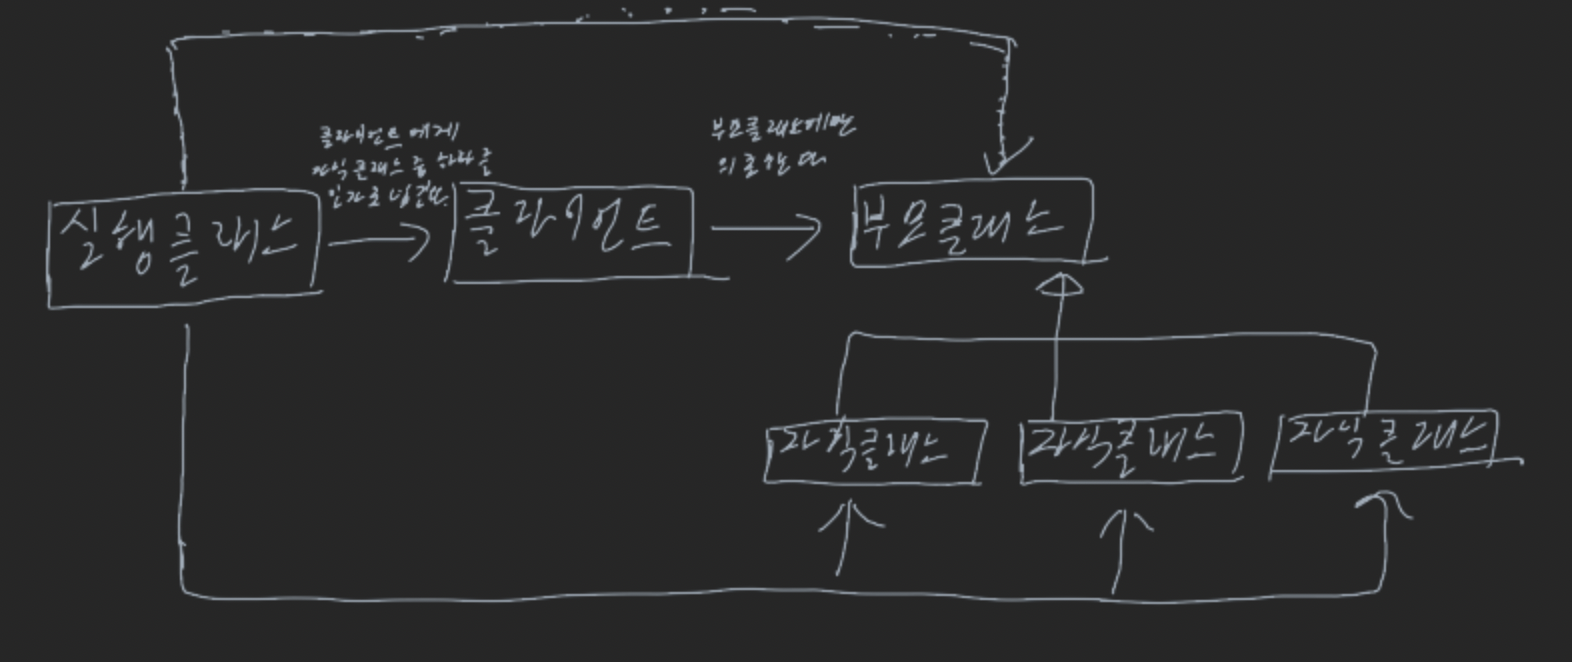 클라이언트에게
자식클래스 중 하나를
인자로 넘긴다.
부모클래스에만
의존한다
실행클래스
클라이언트
부모클래스
자식클래스
자식클래스
자식클래스